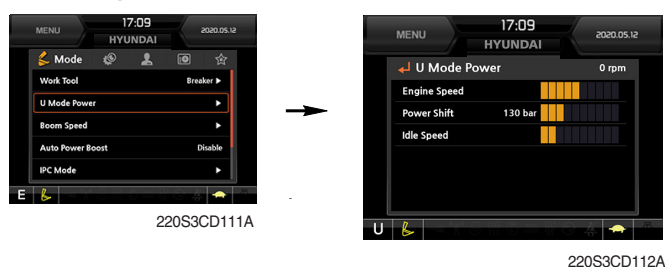 MENU
17:09
2020.05.12
HYUNDAI
Mode
Work Tool Breaker ▶
U Mode Power ▶
Boom Speed ▶
Auto Power Boost Disable
IPC Mode ▶
E
220S3CD111A
MENU
17:09
2020.05.12
HYUNDAI
U Mode Power 0 rpm
Engine Speed
Power Shift 130 bar
Idle Speed
U
220S3CD112A